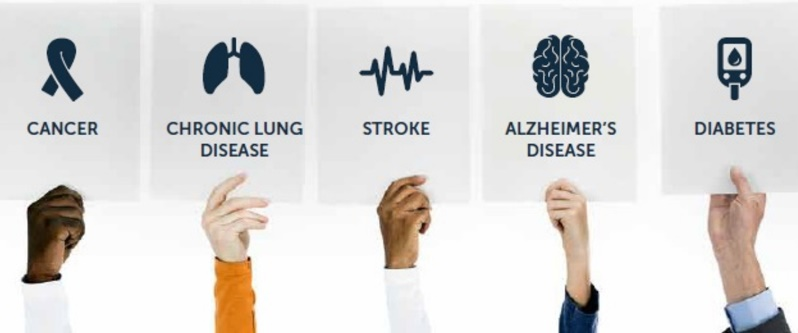 CANCER
CHRONIC LUNG
DISEASE
STROKE
ALZHEIMER'S
DISEASE
DIABETES